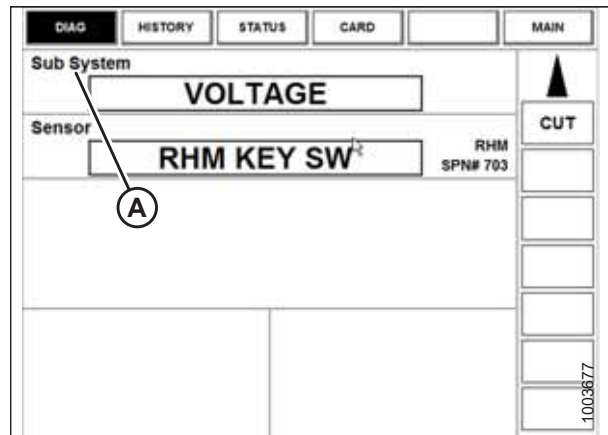 DIAG HISTORY STATUS CARD MAIN
Sub System
VOLTAGE
CUT
Sensor
RHM KEY SW
RHM
SPN# 703
A
1003677